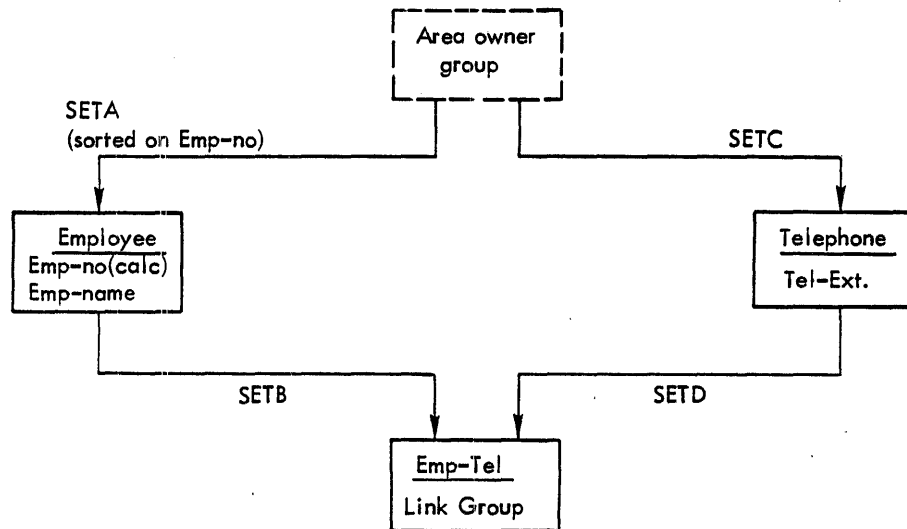 Area owner
group
SETA
(sorted on Emp-no)
SETC
Employee
Emp-no(calc)
Emp-name
Telephone
Tel-Ext.
SETB
SETD
Emp-Tel
Link Group